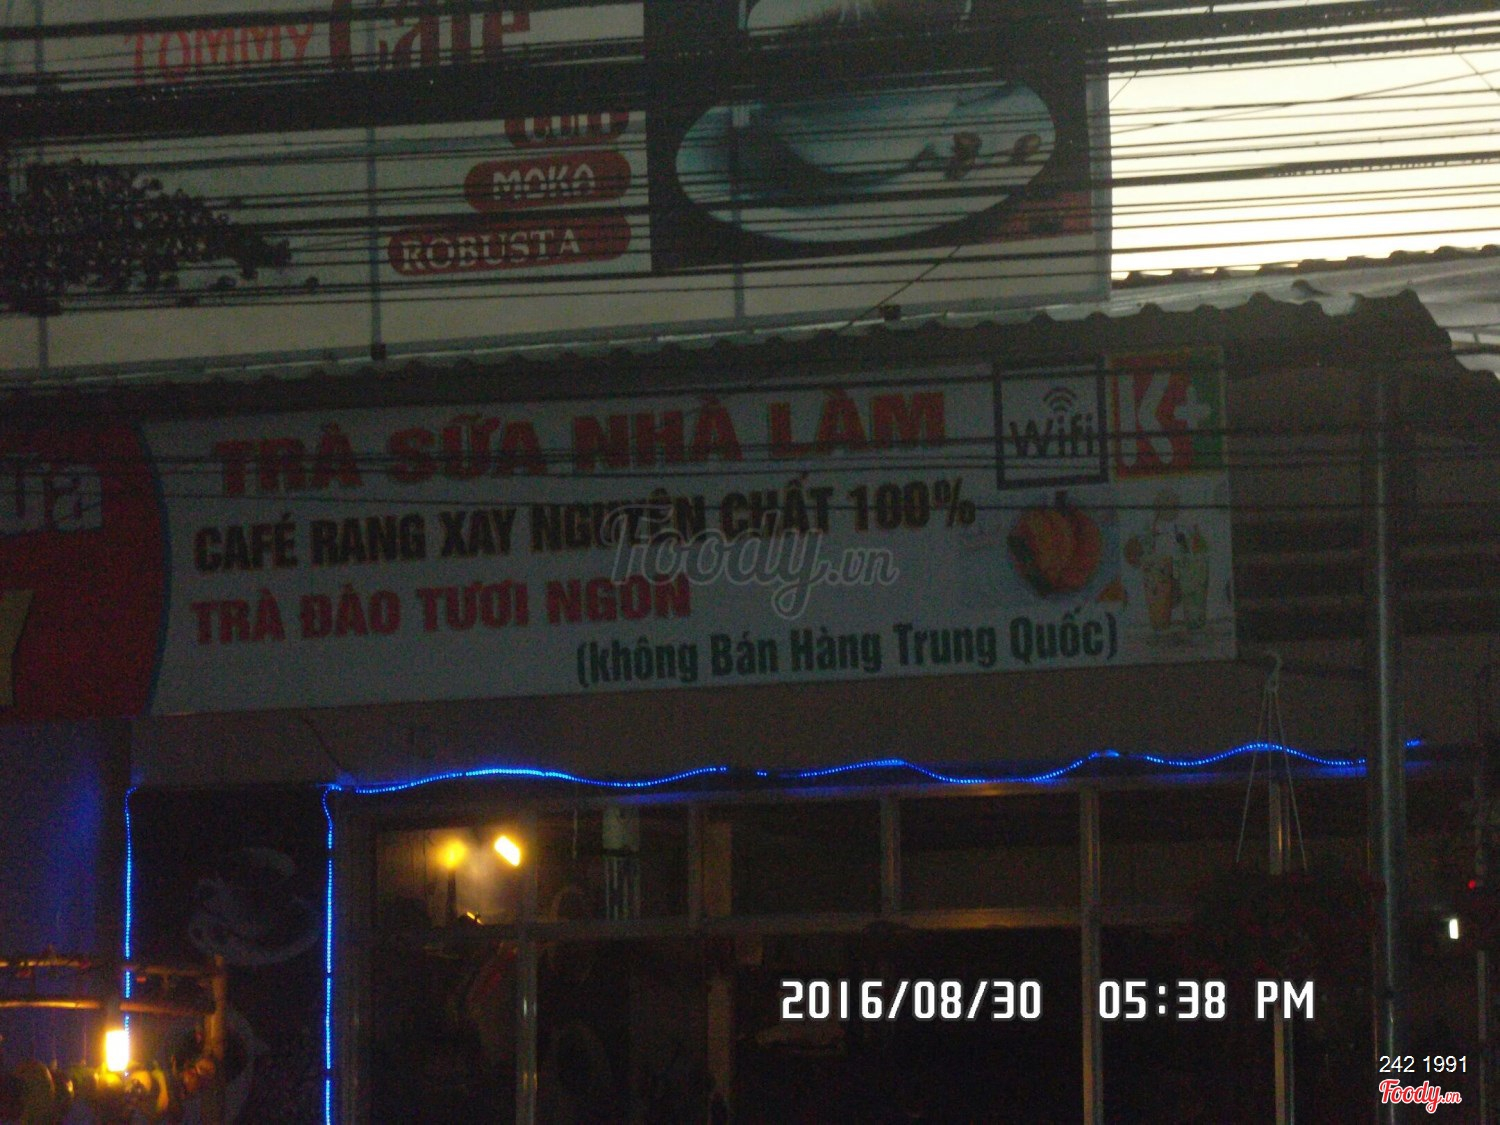 TOMMY Café
MOKA
ROBUSTA
TRÀ SỮA NHÀ LÀM
Wifi
K+
CAFÉ RANG XAY NGUYÊN CHẤT 100%
TRÀ ĐÀO TƯƠI NGON
(không Bán Hàng Trung Quốc)
Foody.vn
2016/08/30 05:38 PM
242 1991
Foody.vn